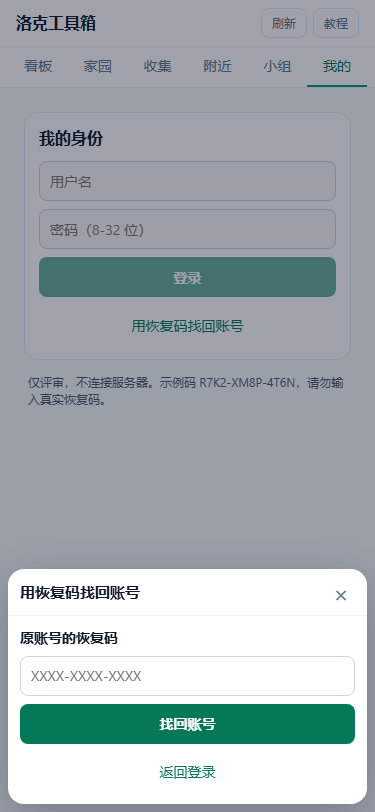 洛克工具箱
刷新 教程
看板 家园 收集 附近 小组 我的
我的身份
用户名
密码（8-32 位）
登录
用恢复码找回账号
仅评审，不连接服务器。示例码 R7K2-XM8P-4T6N，请勿输
入真实恢复码。
用恢复码找回账号
原账号的恢复码
XXXX-XXXX-XXXX
找回账号
返回登录